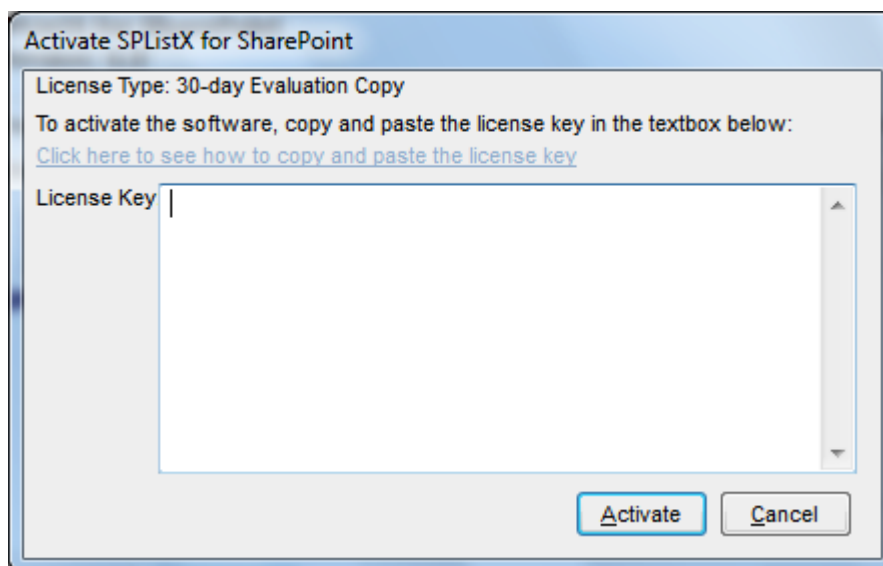 Activate SPListX for SharePoint
License Type: 30-day Evaluation Copy
To activate the software, copy and paste the license key in the textbox below:
Click here to see how to copy and paste the license key
License Key
Activate Cancel